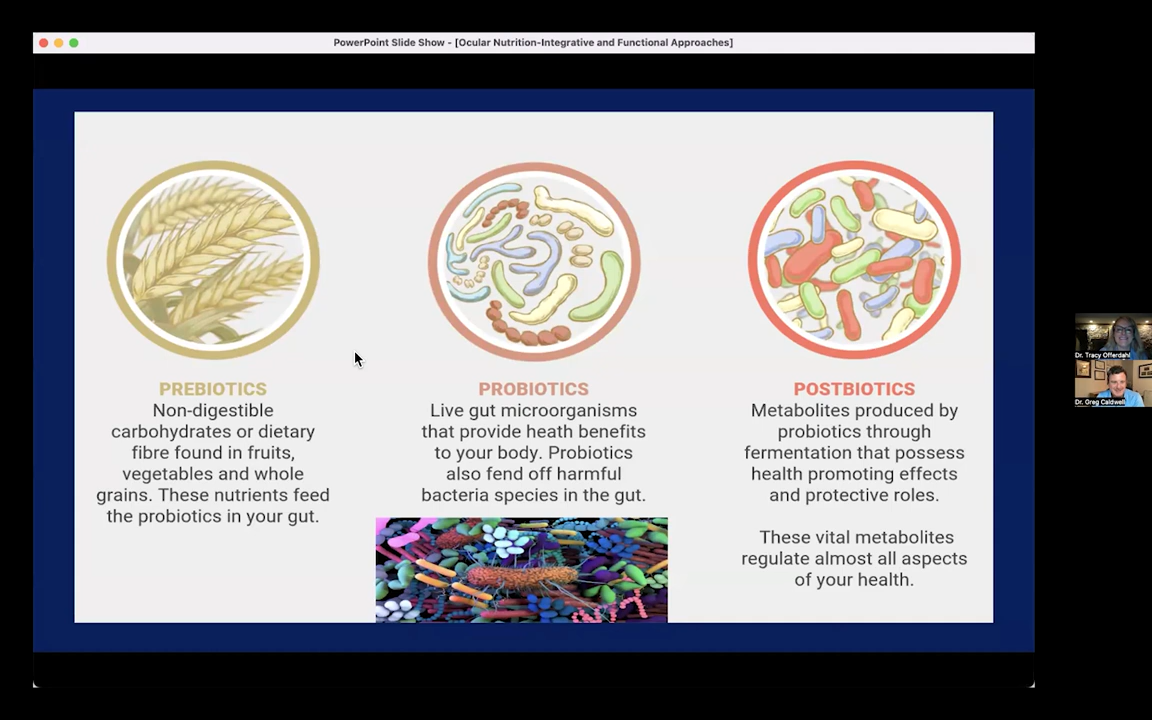 PowerPoint Slide Show - [Ocular Nutrition-Integrative and Functional Approaches]
PREBIOTICS
Non-digestible
carbohydrates or dietary
fibre found in fruits,
vegetables and whole
grains. These nutrients feed
the probiotics in your gut.
PROBIOTICS
Live gut microorganisms
that provide heath benefits
to your body. Probiotics
also fend off harmful
bacteria species in the gut.
POSTBIOTICS
Metabolites produced by
probiotics through
fermentation that possess
health promoting effects
and protective roles.
These vital metabolites
regulate almost all aspects
of your health.
Dr. Tracy Offerdahl
Dr. Greg Caldwell